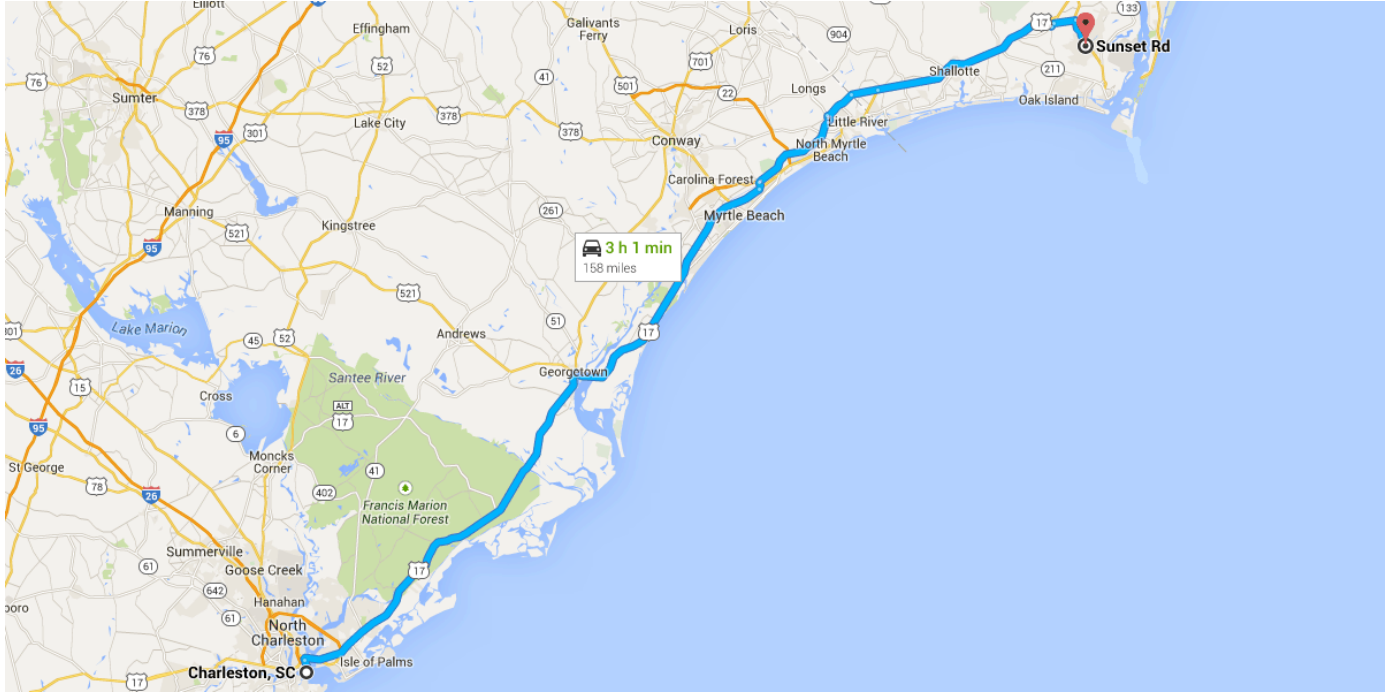 Elliott
Effingham
Galivants
Ferry
Loris
133
17
Sunset Rd
904
76
52
701
Shallotte
211
76
41
501
22
Longs
Oak Island
Sumter
378
Lake City
378
Little River
301
95
378
Conway
North Myrtle
Beach
Carolina Forest
Manning
261
Myrtle Beach
521
Kingstree
95
3 h 1 min
158 miles
521
Lake Marion
51
17
301
45
52
Andrews
26
Georgetown
15
Cross
Santee River
ALT
17
95
6
Moncks
Corner
St George
41
78
26
402
Francis Marion
National Forest
Summerville
61
Goose Creek
17
642
Hanahan
oro
61
North
Charleston
Isle of Palms
Charleston, SC
17